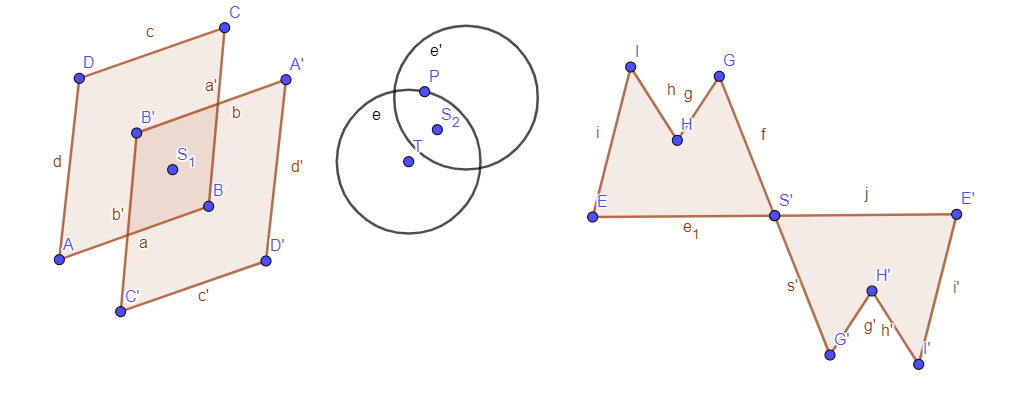 C
c
D
A'
a'
B'
b
S₁
d
d'
B
b'
A
a
D'
C'
c'
e'
P
e
S₂
T
I
G
h
g
H
i
f
E
e₁
S'
j
E'
H'
s'
i'
g'
h'
G'
I'